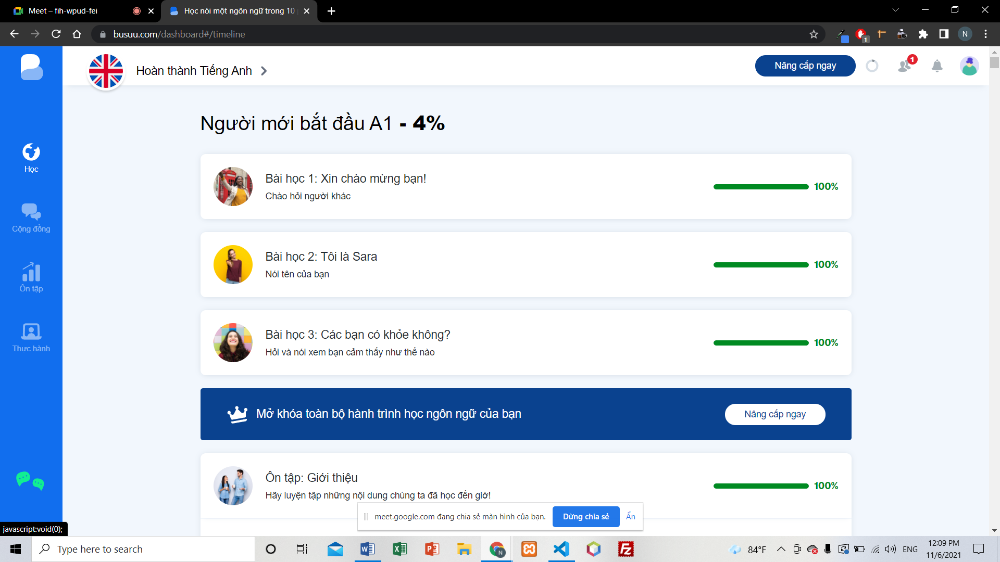 Meet – fih-wpud-fei
Học nói một ngôn ngữ trong 10
busuu.com/dashboard#/timeline
1
N
Hoàn thành Tiếng Anh
Nâng cấp ngay
1
Học
Cộng đồng
Ôn tập
Thực hành
Người mới bắt đầu A1 - 4%
Bài học 1: Xin chào mừng bạn!
Chào hỏi người khác
100%
Bài học 2: Tôi là Sara
Nói tên của bạn
100%
Bài học 3: Các bạn có khỏe không?
Hỏi và nói xem bạn cảm thấy như thế nào
100%
Mở khóa toàn bộ hành trình học ngôn ngữ của bạn
Nâng cấp ngay
Ôn tập: Giới thiệu
Hãy luyện tập những nội dung chúng ta đã học đến giờ!
100%
meet.google.com đang chia sẻ màn hình của bạn.
Dừng chia sẻ
Ẩn
javascript:void(0);
Type here to search
84°F
ENG
12:09 PM
11/6/2021